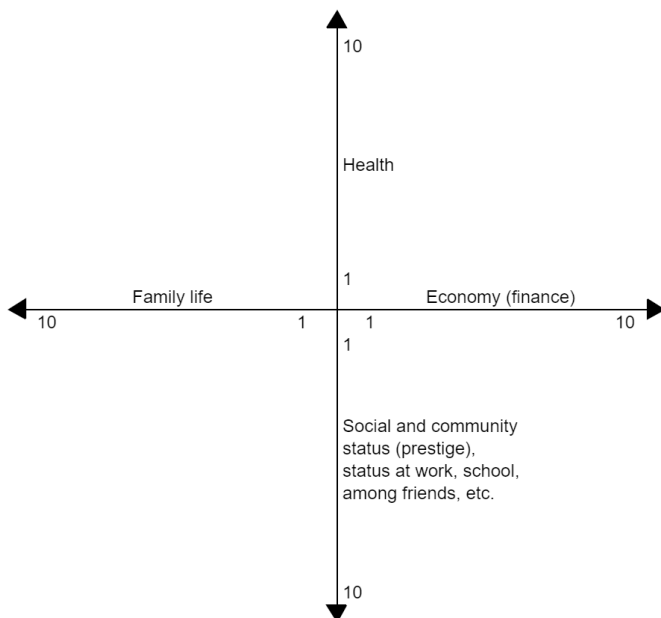 10
Health
1
Family life
Economy (finance)
10
1
1
10
1
Social and community
status (prestige),
status at work, school,
among friends, etc.
10